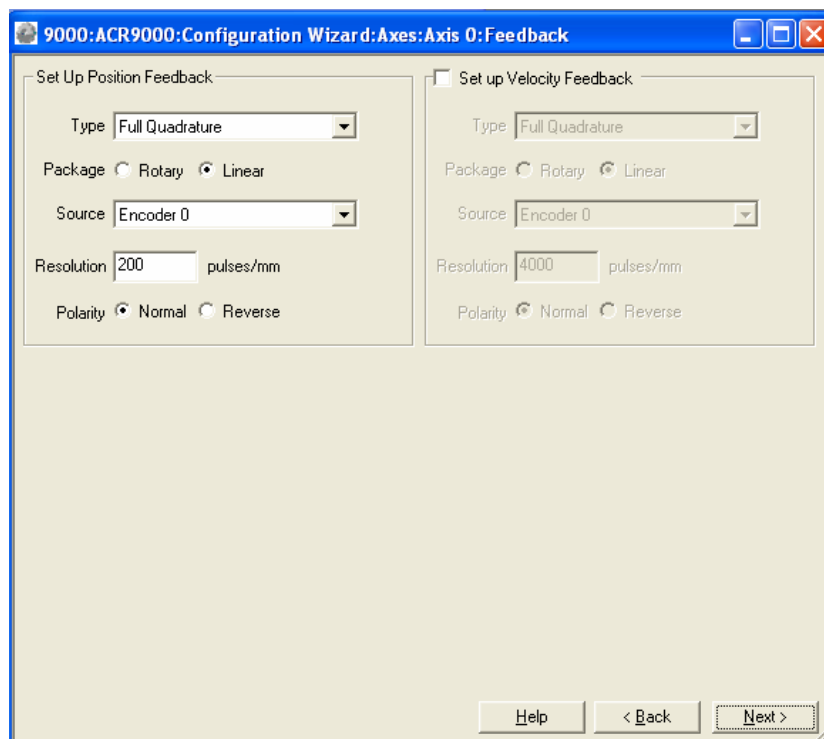 9000:ACR9000:Configuration Wizard:Axes:Axis 0:Feedback
Set Up Position Feedback
Type Full Quadrature
Package Rotary Linear
Source Encoder 0
Resolution 200 pulses/mm
Polarity Normal Reverse
Set up Velocity Feedback
Type Full Quadrature
Package Rotary Linear
Source Encoder 0
Resolution 4000 pulses/mm
Polarity Normal Reverse
Help < Back Next >